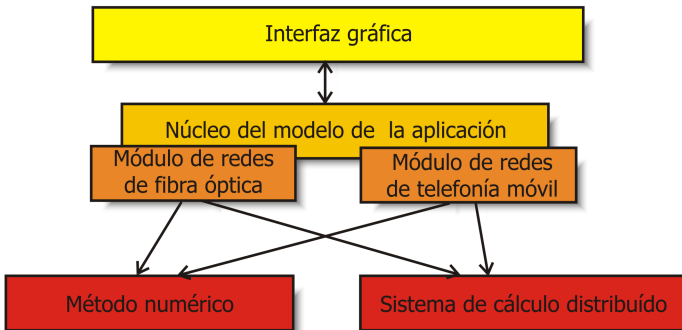 Interfaz gráfica
Núcleo del modelo de la aplicación
Módulo de redes
de fibra óptica
Módulo de redes
de telefonía móvil
Método numérico
Sistema de cálculo distribuído